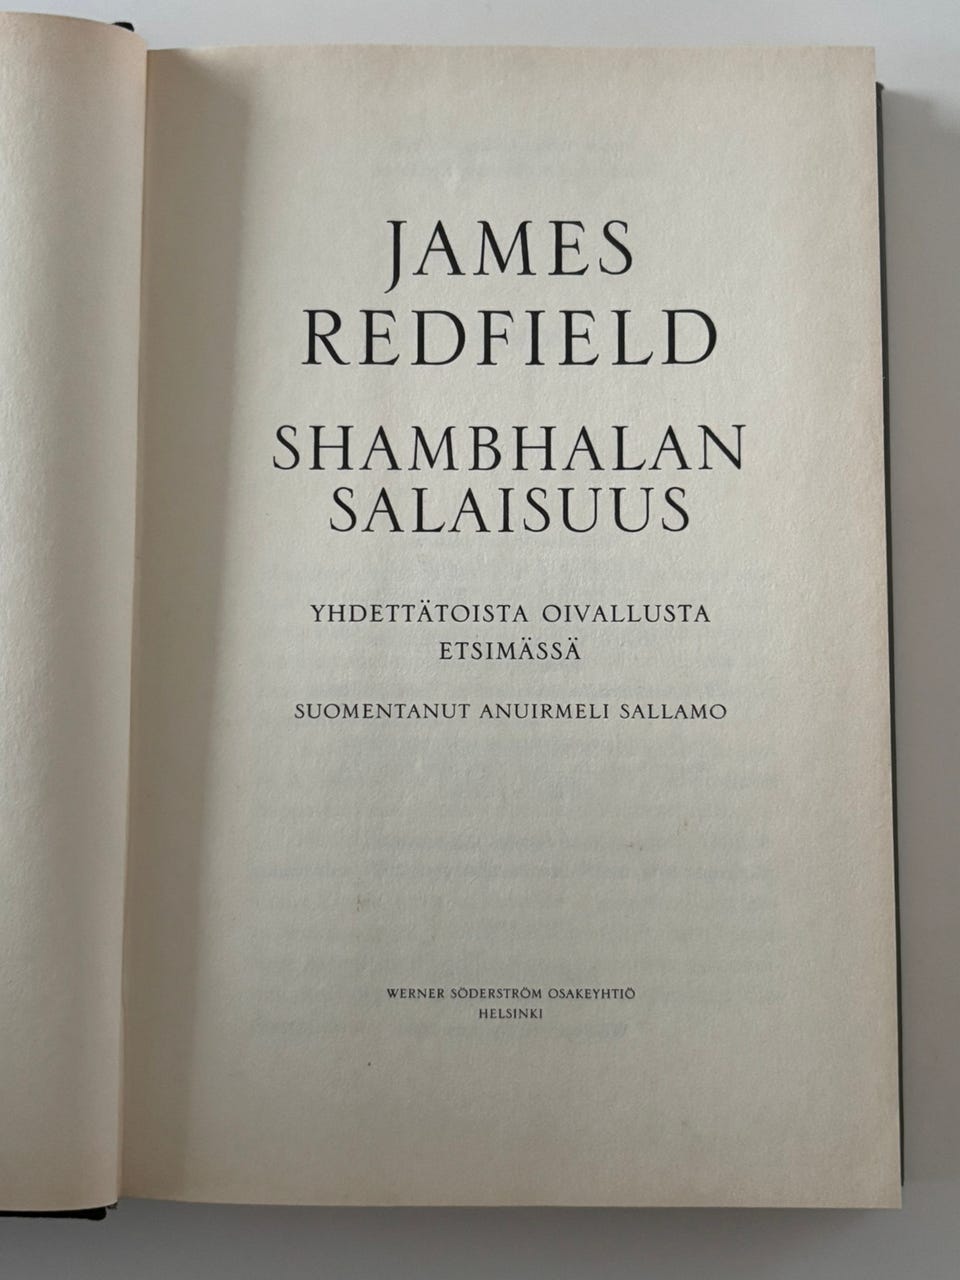 JAMES
REDFIELD
SHAMBHALAN
SALAISUUS
YHDETTÄTOISTA OIVALLUSTA
ETSIMÄSSÄ
SUOMENTANUT ANUIRMELI SALLAMO
WERNER SÖDERSTRÖM OSAKEYHTIÖ
HELSINKI